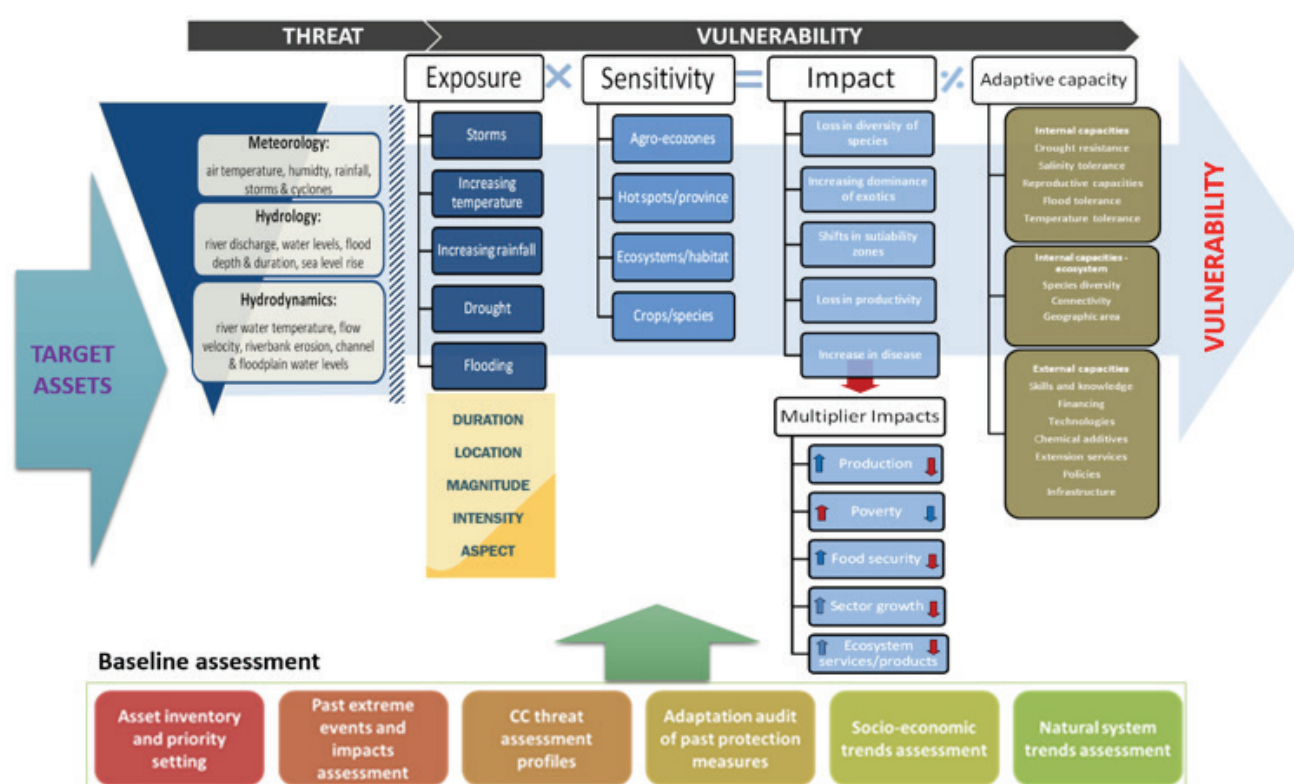 THREAT
VULNERABILITY
Exposure
×
Sensitivity
=
Impact
%
Adaptive capacity
TARGET
ASSETS
Meteorology:
air temperature, humidity, rainfall,
storms & cyclones
Hydrology:
river discharge, water levels, flood
depth & duration, sea level rise
Hydrodynamics:
river water temperature, flow
velocity, riverbank erosion, channel
& floodplain water levels
Storms
Increasing
temperature
Increasing rainfall
Drought
Flooding
DURATION
LOCATION
MAGNITUDE
INTENSITY
ASPECT
Agro-ecozones
Hot spots/province
Ecosystems/habitat
Crops/species
Loss in diversity of
species
Increasing dominance
of exotics
Shifts in sutiability
zones
Loss in productivity
Increase in disease
Multiplier Impacts
Production
Poverty
Food security
Sector growth
Ecosystem
services/products
Internal capacities
Drought resistance
Salinity tolerance
Reproductive capacities
Flood tolerance
Temperature tolerance
Internal capacities -
ecosystem
Species diversity
Connectivity
Geographic area
External capacities
Skills and knowledge
Financing
Technologies
Chemical additives
Extension services
Policies
Infrastructure
VULNERABILITY
Baseline assessment
Asset inventory
and priority
setting
Past extreme
events and
impacts
assessment
CC threat
assessment
profiles
Adaptation audit
of past protection
measures
Socio-economic
trends assessment
Natural system
trends assessment